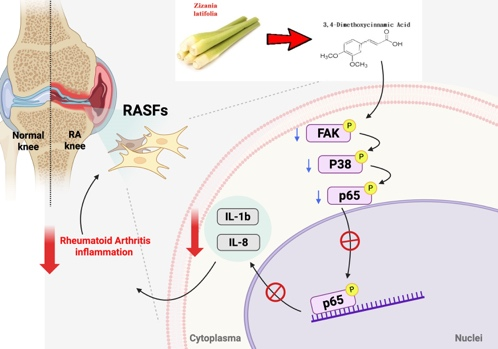 Zizania
latifolia
3,4-Dimethoxycinnamic Acid
O
OH
H₃CO
OCH₃
RASFs
Normal
knee
RA
knee
FAK
P
P38
P
p65
P
IL-1b
IL-8
Rheumatoid Arthritis
inflammation
p65
P
Cytoplasma
Nuclei